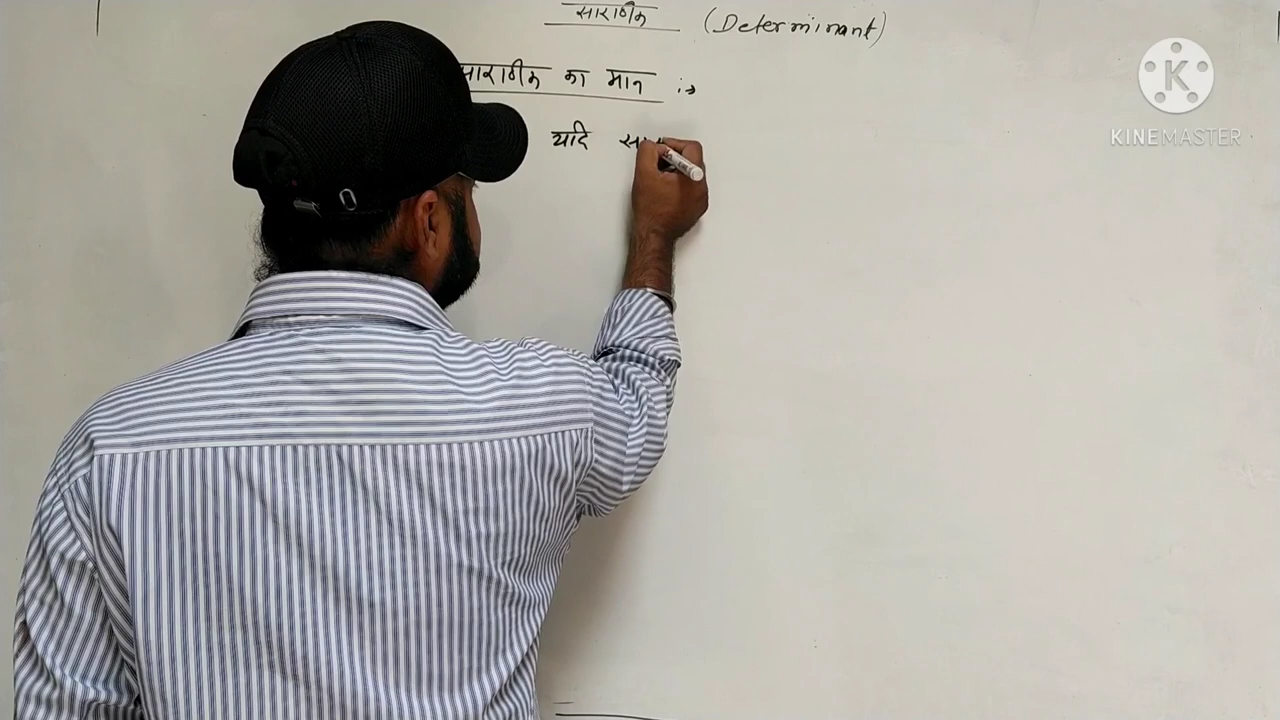 सारणिक (Determinant)
सारणिक का मान :→
यदि
KINEMASTER